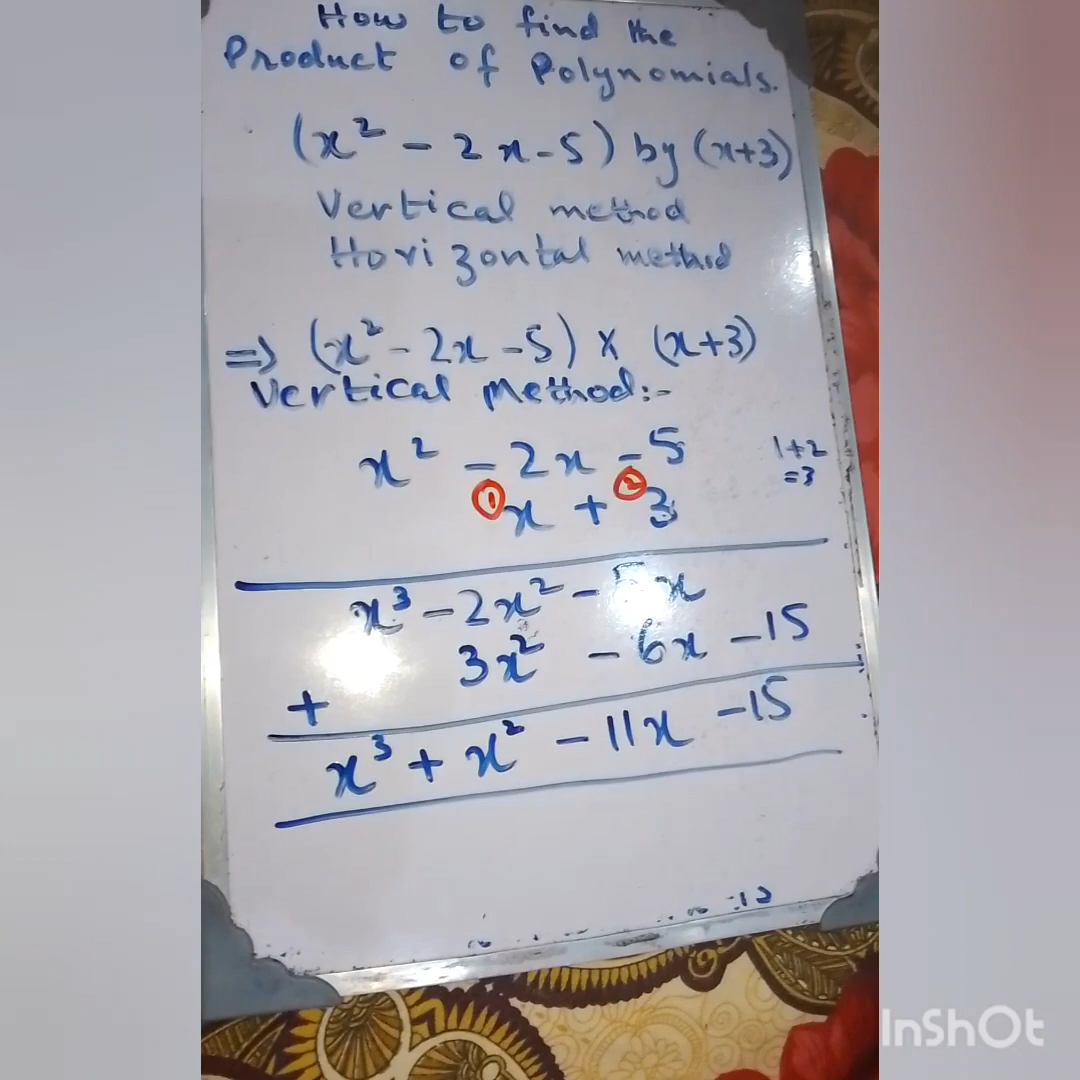 How to find the
Product of Polynomials.
(x² - 2x - 5) by (x+3)
Vertical method
Horizontal method
=> (x² - 2x - 5) × (x+3)
Vertical Method:-
x² - 2x - 5
1+2
=3
① x + ② 3
x³ - 2x² - 5x
3x² - 6x - 15
+
x³ + x² - 11x - 15
InShOt